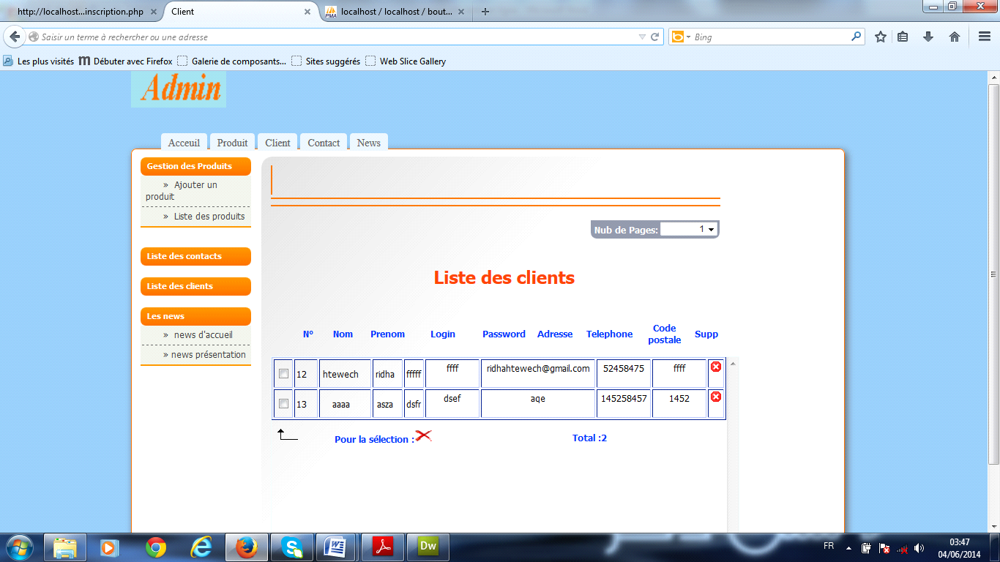 http://localhost...inscription.php
Client
localhost / localhost / bout...
Saisir un terme à rechercher ou une adresse
Bing
Les plus visités
Débuter avec Firefox
Galerie de composants...
Sites suggérés
Web Slice Gallery
Admin
Acceuil Produit Client Contact News
Gestion des Produits
» Ajouter un
produit
» Liste des produits
Liste des contacts
Liste des clients
Les news
» news d'accueil
» news présentation
Nub de Pages: 1
Liste des clients
N° Nom Prenom Login Password Adresse Telephone Code postale Supp
12 htewech ridha fffff ffff ridhahtewech@gmail.com 52458475 ffff
13 aaaa asza dsfr dsef aqe 145258457 1452
Pour la sélection :
Total :2
FR
03:47
04/06/2014